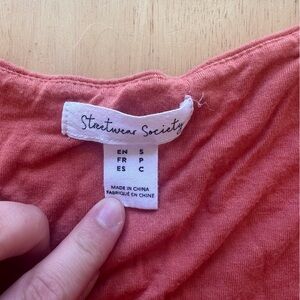 Streetwear Society
EN S
FR P
ES C
MADE IN CHINA
FABRIQUÉ EN CHINE